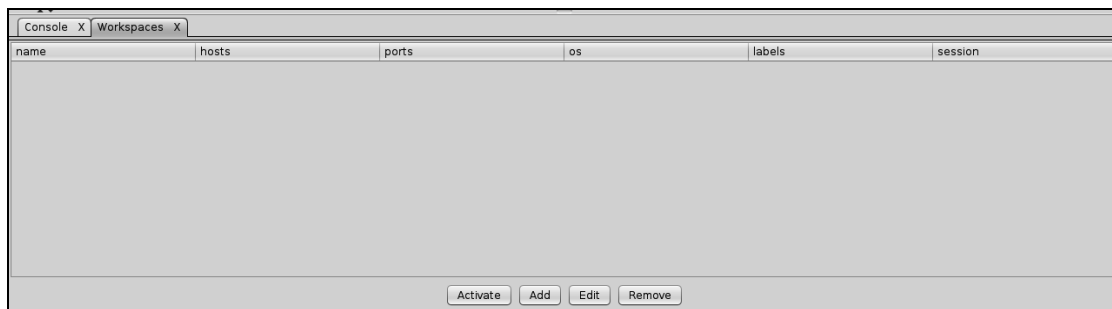 Console X Workspaces X
name hosts ports os labels session
Activate Add Edit Remove